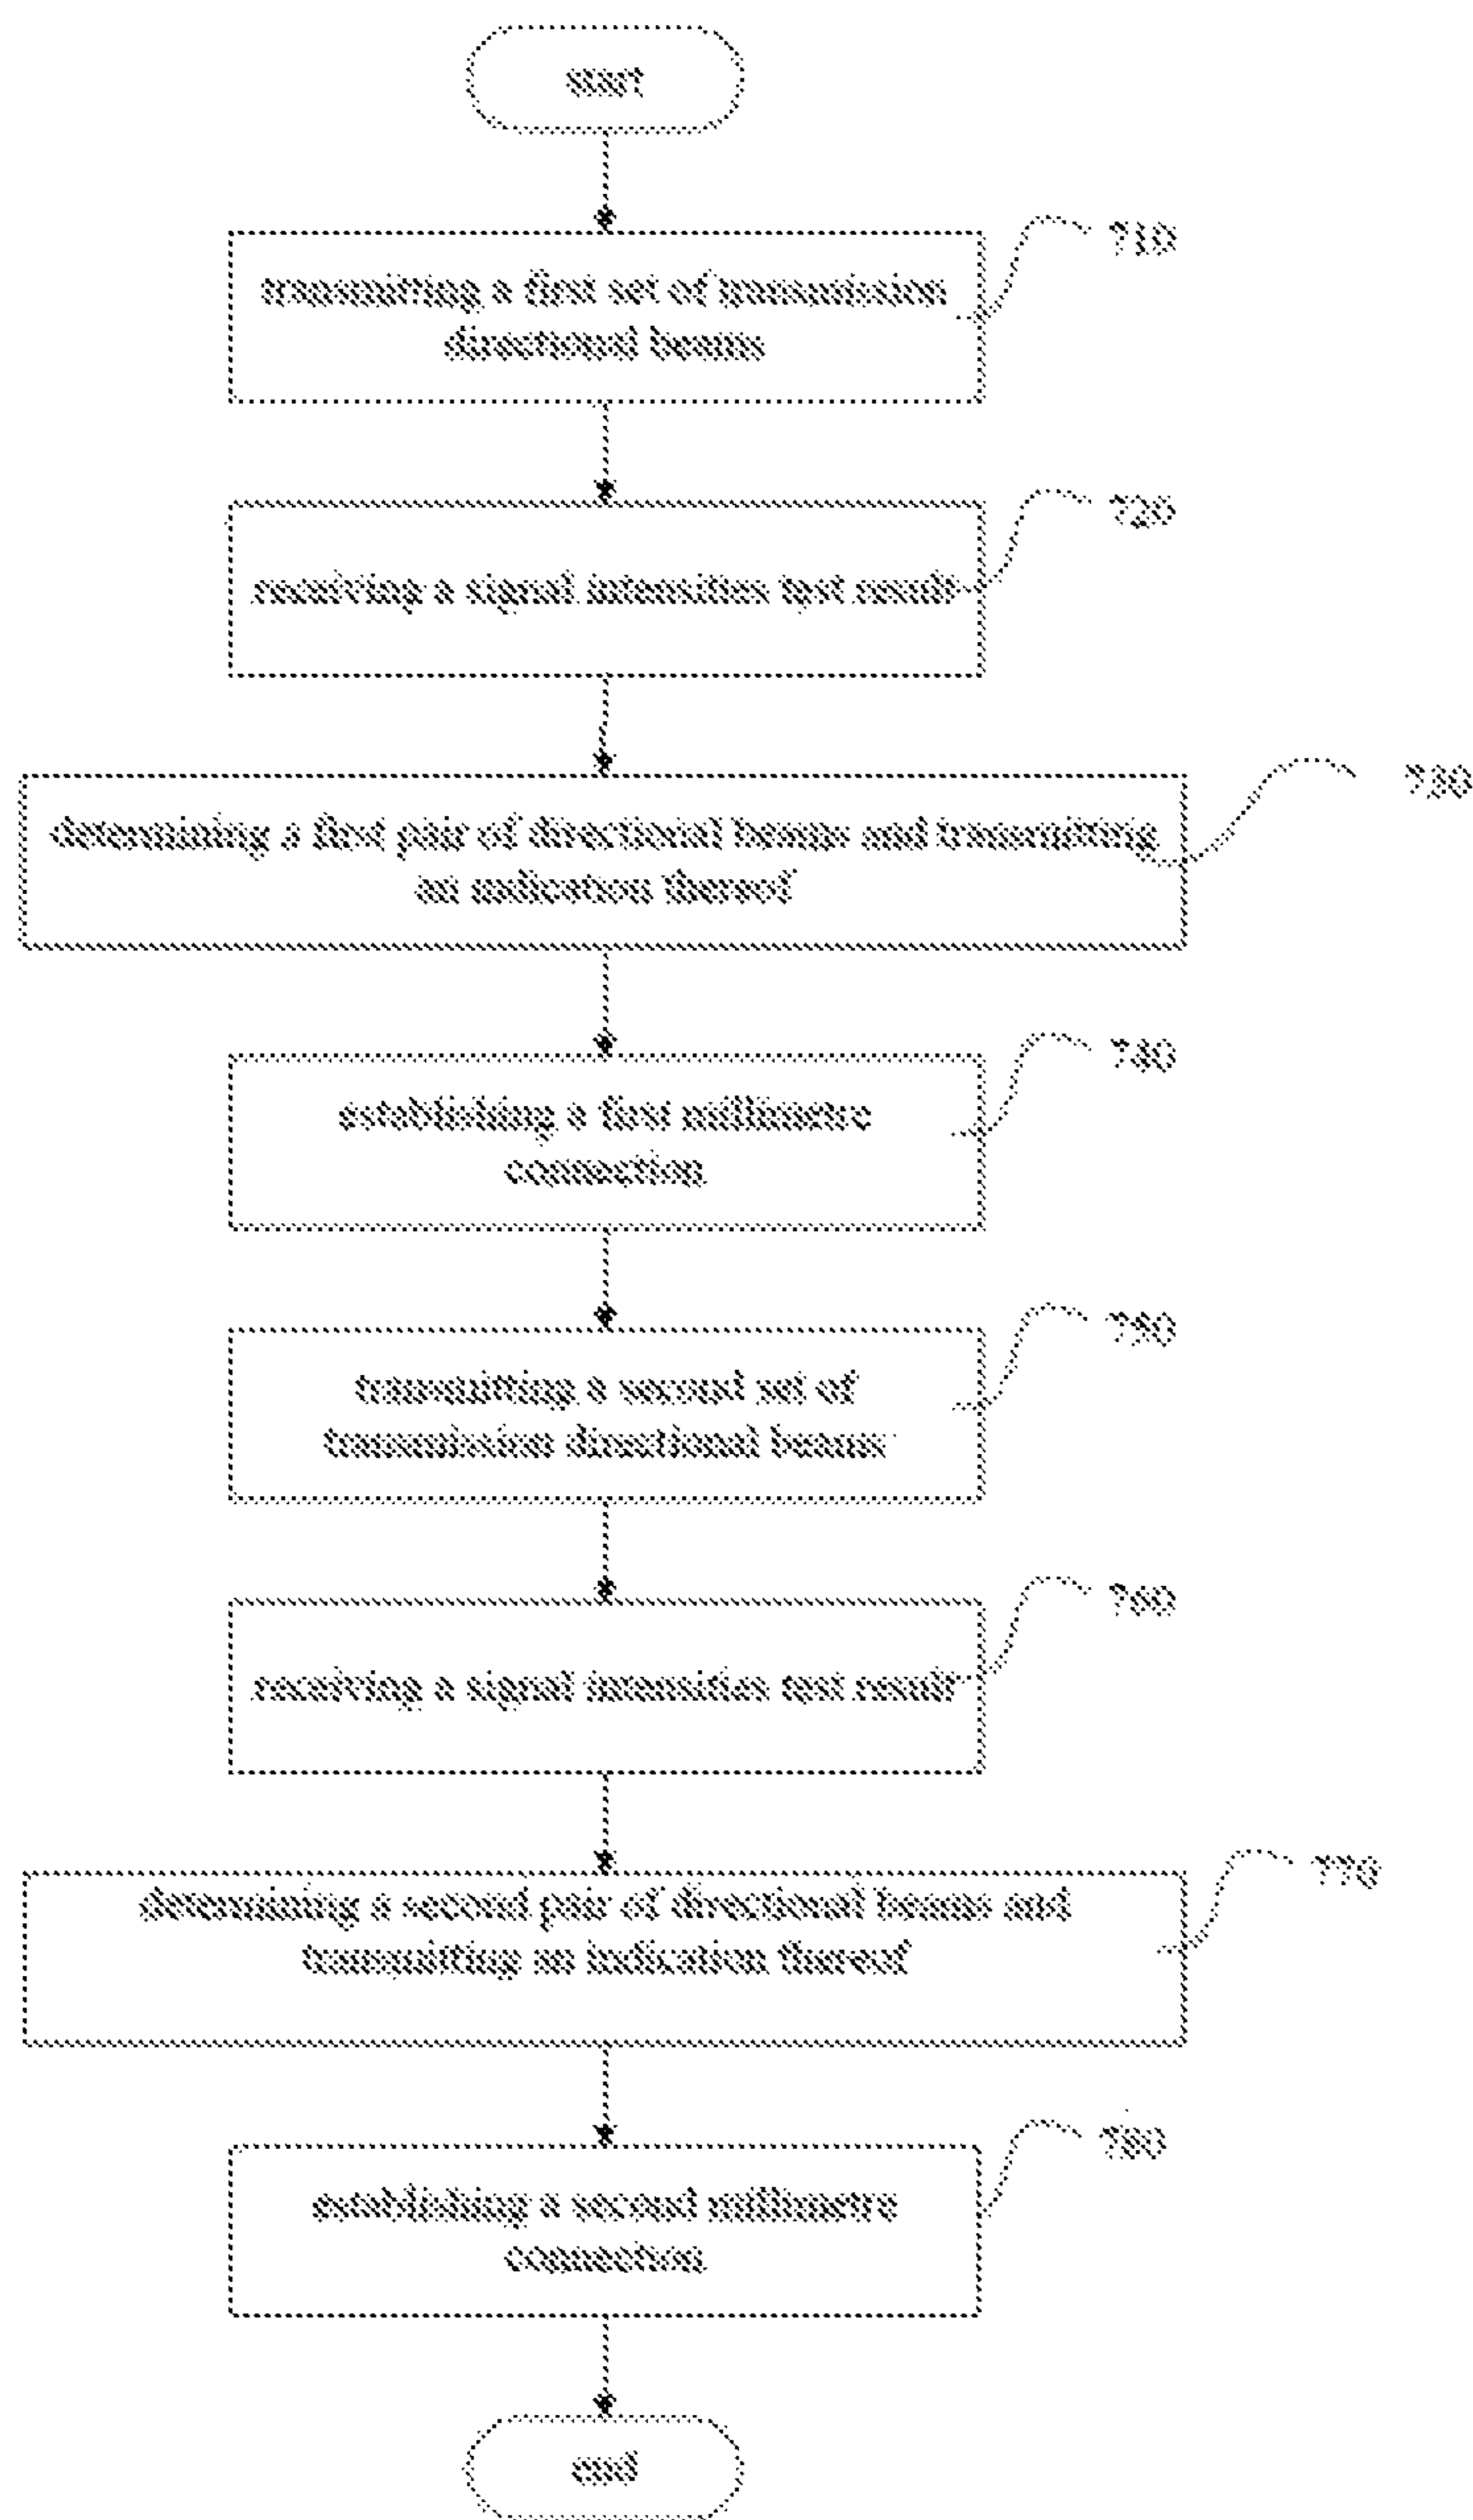 start
710
transmitting a first set of transmission
directional beams
720
receiving a signal intensities test result
730
determining a first pair of directional beams and transmitting
an indication thereof
740
establishing a first millimetre
connection
750
transmitting a second set of
transmission directional beams
760
receiving a signal intensities test result
770
determining a second pair of directional beams and
transmitting an indication thereof
780
establishing a second millimetre
connection
end